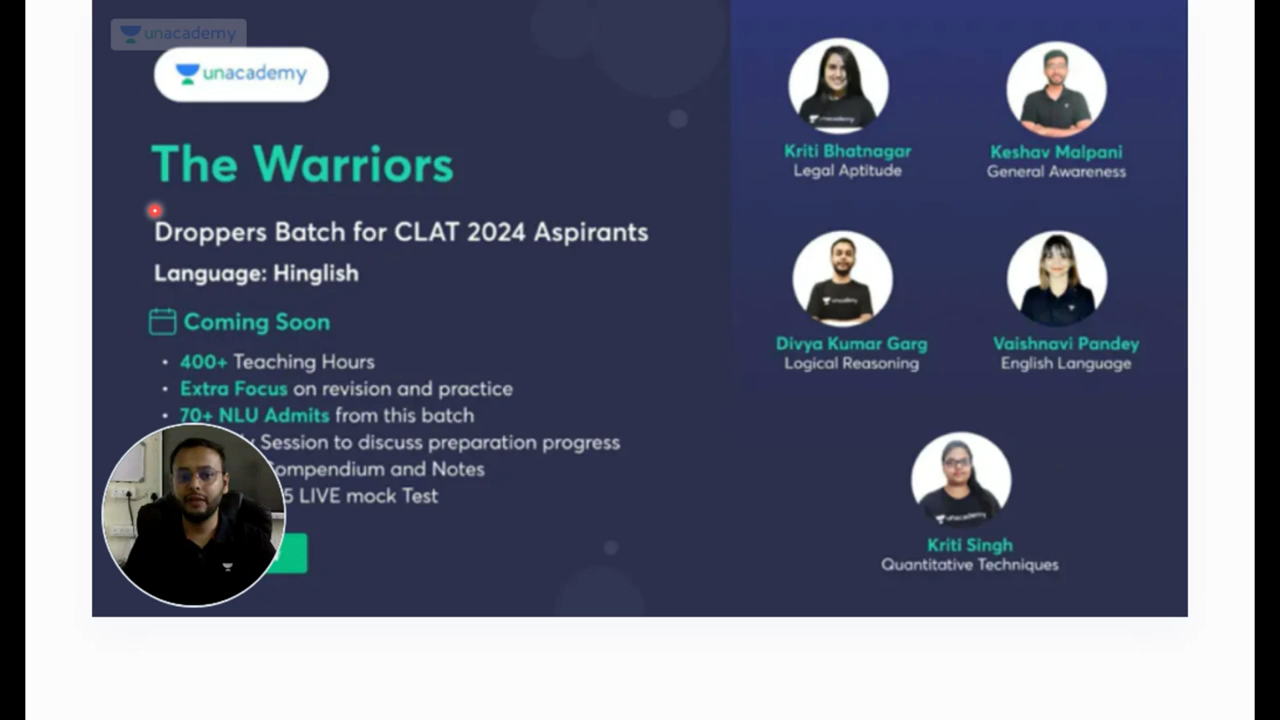 unacademy
unacademy
The Warriors
Droppers Batch for CLAT 2024 Aspirants
Language: Hinglish
Coming Soon
• 400+ Teaching Hours
• Extra Focus on revision and practice
• 70+ NLU Admits from this batch
Session to discuss preparation progress
Compendium and Notes
5 LIVE mock Test
Kriti Bhatnagar
Legal Aptitude
Keshav Malpani
General Awareness
Divya Kumar Garg
Logical Reasoning
Vaishnavi Pandey
English Language
Kriti Singh
Quantitative Techniques